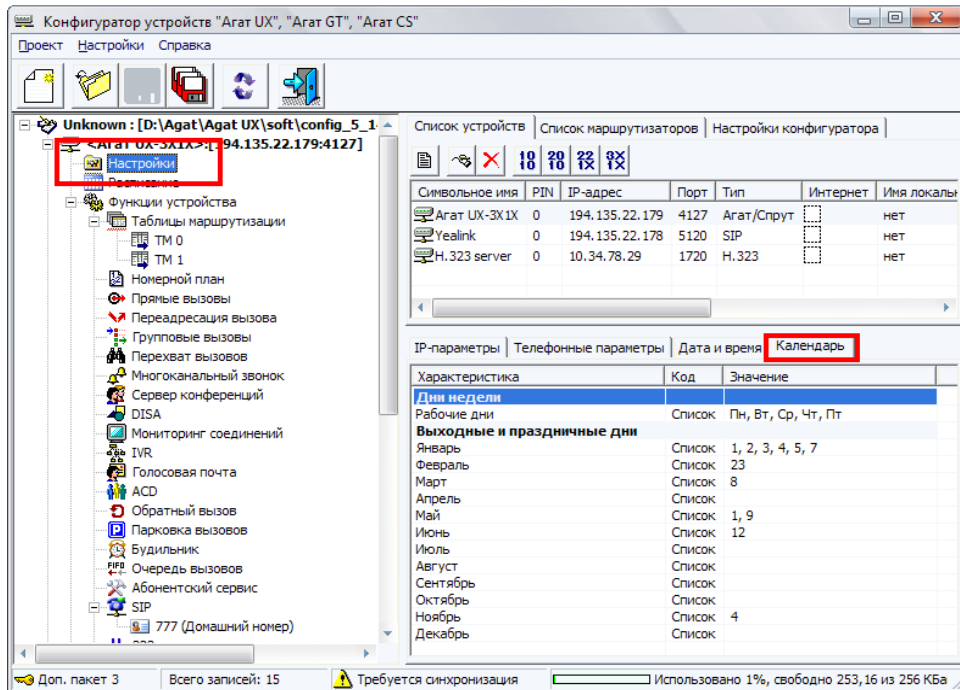 Конфигуратор устройств "Агат UX", "Агат GT", "Агат CS"
Проект Настройки Справка
Unknown : [D:\Agat\Agat UX\soft\config_5_1
<Агат UX-3X1X>:[194.135.22.179:4127]
Настройки
Расписание
Функции устройства
Таблицы маршрутизации
ТМ 0
ТМ 1
Номерной план
Прямые вызовы
Переадресация вызова
Групповые вызовы
Перехват вызовов
Многоканальный звонок
Сервер конференций
DISA
Мониторинг соединений
IVR
Голосовая почта
ACD
Обратный вызов
Парковка вызовов
Будильник
FIFO Очередь вызовов
Абонентский сервис
SIP
777 (Домашний номер)
Список устройств Список маршрутизаторов Настройки конфигуратора
18 28 2X 3X
Символьное имя PIN IP-адрес Порт Тип Интернет Имя локальн
Агат UX-3X1X 0 194.135.22.179 4127 Агат/Спрут нет
Yealink 0 194.135.22.178 5120 SIP нет
H.323 server 0 10.34.78.29 1720 H.323 нет
IP-параметры Телефонные параметры Дата и время Календарь
Характеристика Код Значение
Дни недели
Рабочие дни Список Пн, Вт, Ср, Чт, Пт
Выходные и праздничные дни
Январь Список 1, 2, 3, 4, 5, 7
Февраль Список 23
Март Список 8
Апрель Список
Май Список 1, 9
Июнь Список 12
Июль Список
Август Список
Сентябрь Список
Октябрь Список
Ноябрь Список 4
Декабрь Список
Доп. пакет 3 Всего записей: 15 Требуется синхронизация Использовано 1%, свободно 253,16 из 256 КБа